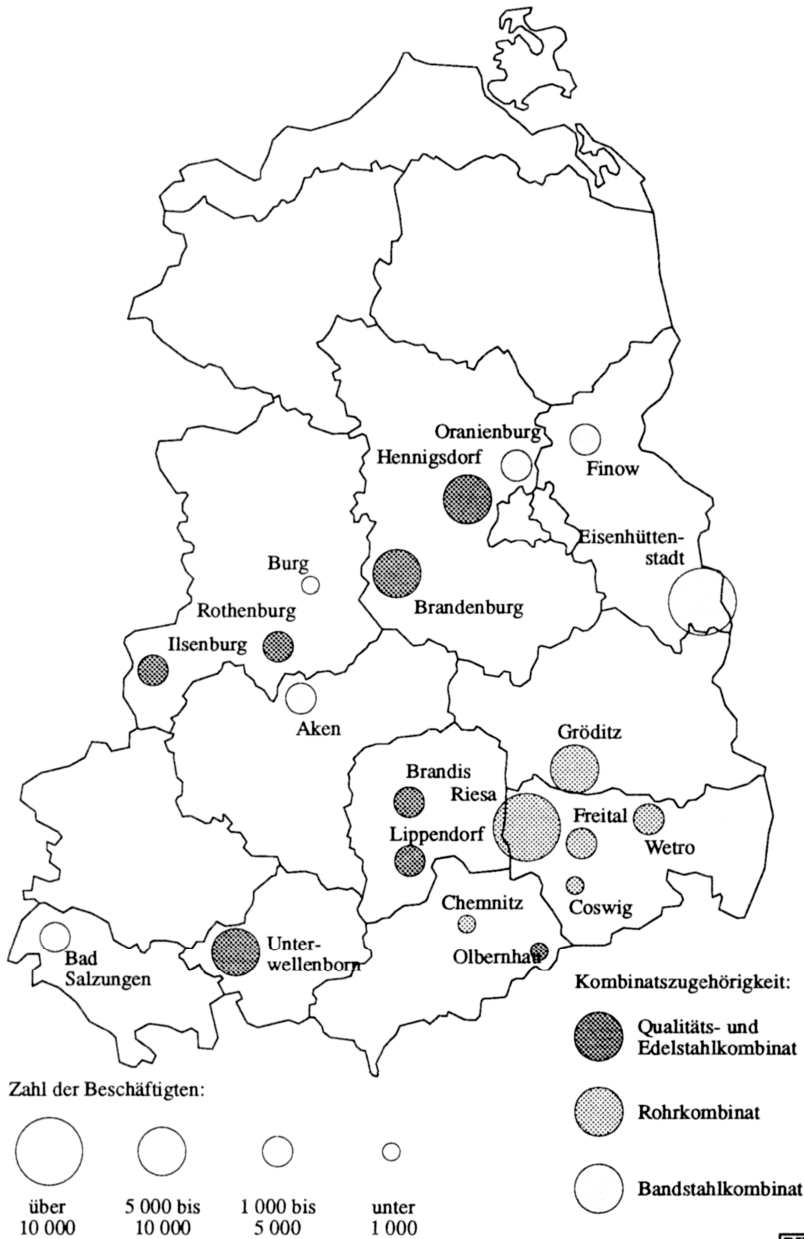 Oranienburg
Hennigsdorf
Finow
Eisenhütten-
stadt
Burg
Brandenburg
Rothenburg
Ilsenburg
Aken
Gröditz
Brandis
Riesa
Freital
Lippendorf
Wetro
Chemnitz
Coswig
Bad
Salzungen
Unter-
wellenborn
Olbernhau
Kombinatszugehörigkeit:
Qualitäts- und
Edelstahlkombinat
Rohrkombinat
Bandstahlkombinat
Zahl der Beschäftigten:
über
10 000
5 000 bis
10 000
1 000 bis
5 000
unter
1 000